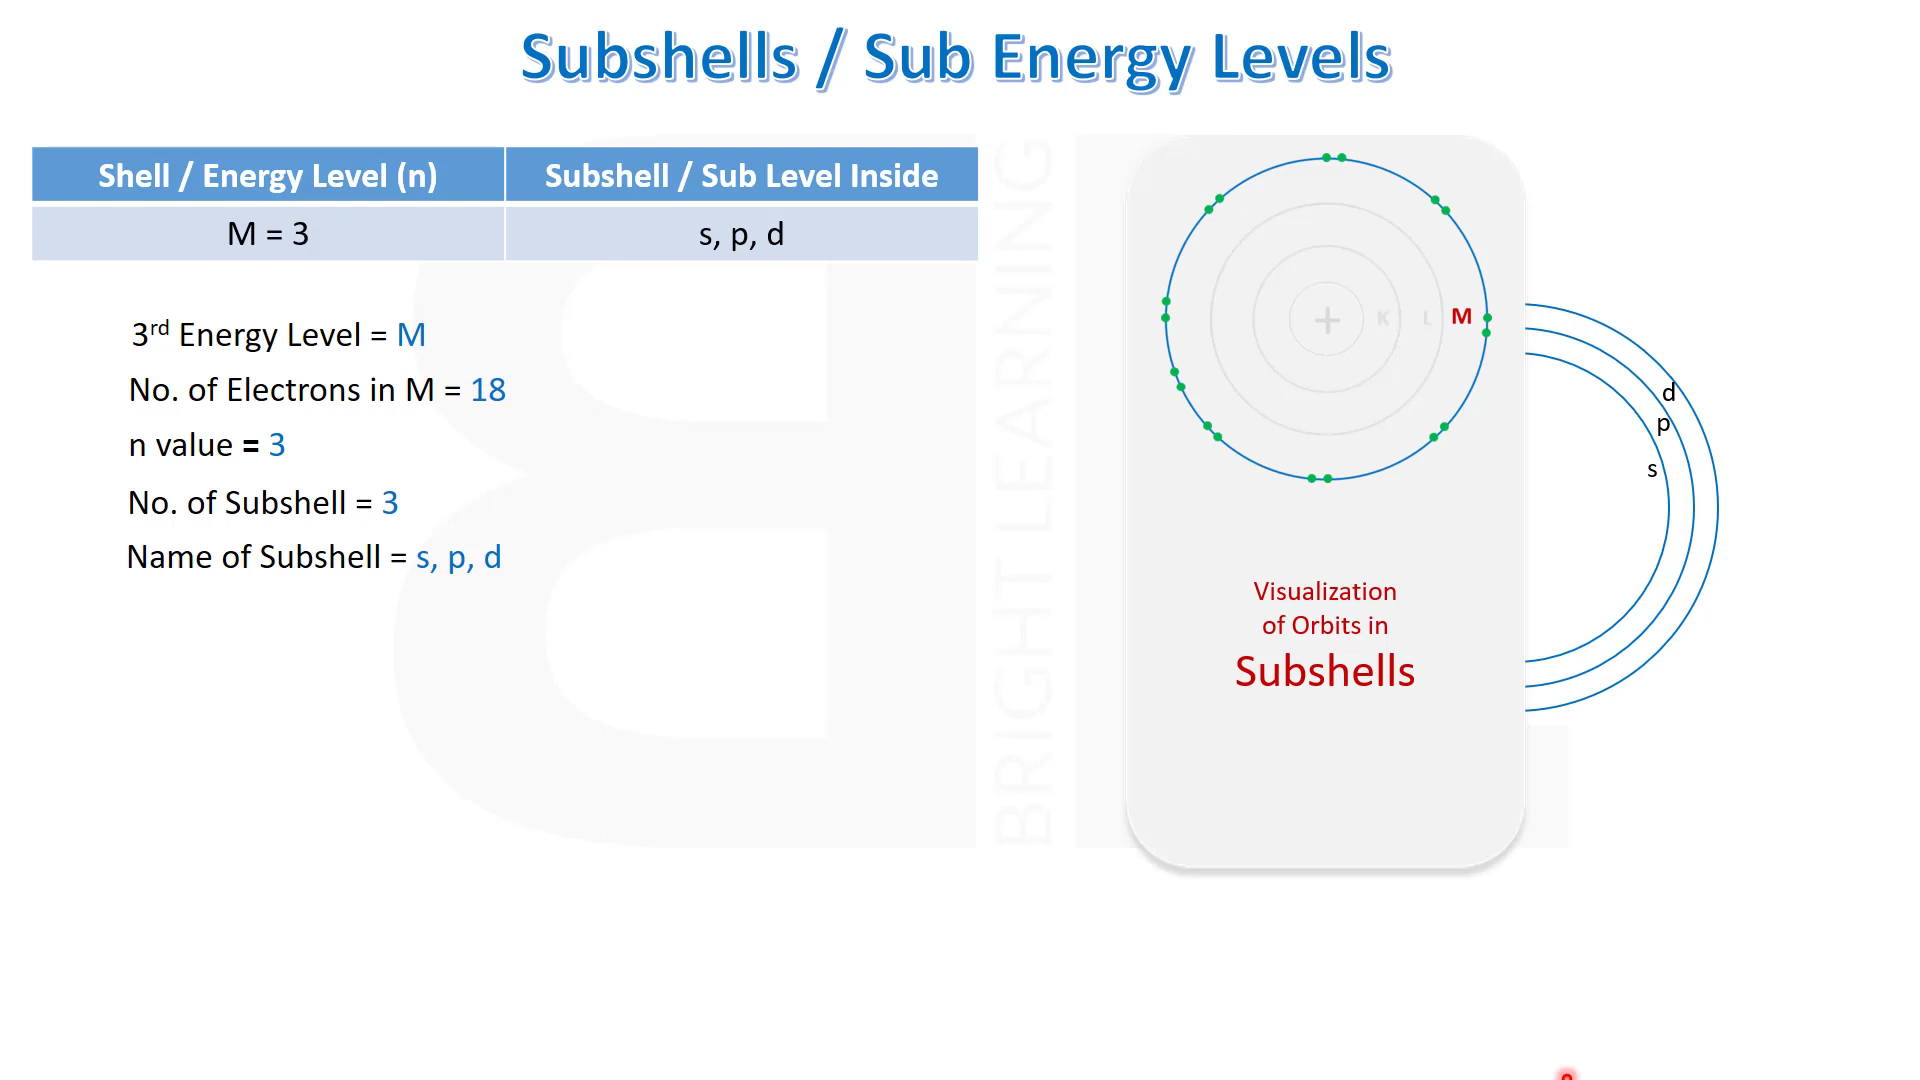 Subshells / Sub Energy Levels
Shell / Energy Level (n) Subshell / Sub Level Inside
M = 3 s, p, d
3rd Energy Level = M
No. of Electrons in M = 18
n value = 3
No. of Subshell = 3
Name of Subshell = s, p, d
BRIGHT LEARNING
+ K L M
d
p
s
Visualization
of Orbits in
Subshells